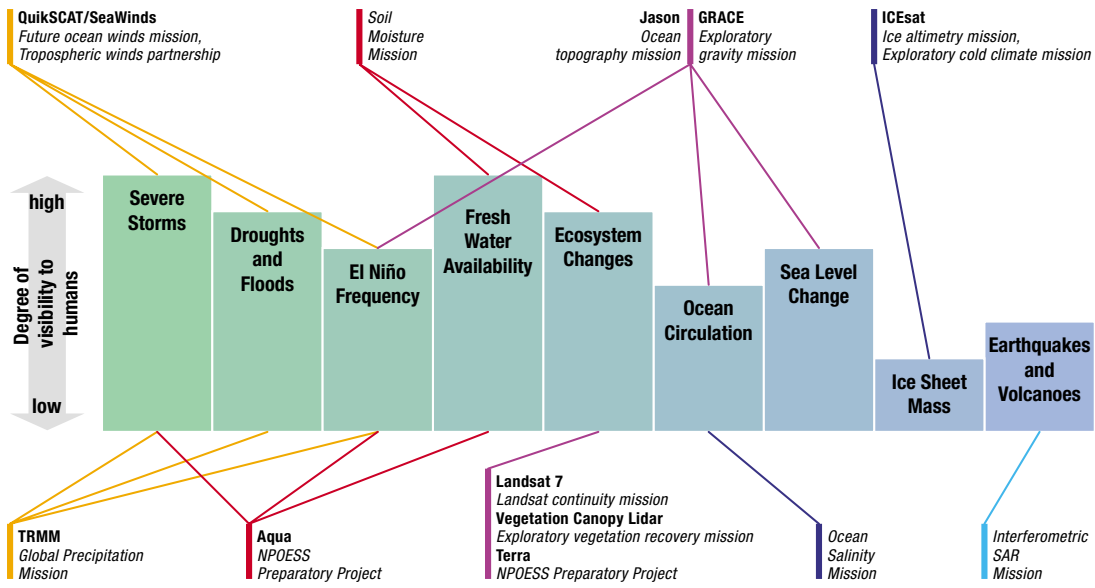 QuikSCAT/SeaWinds
Future ocean winds mission,
Tropospheric winds partnership
Soil
Moisture
Mission
Jason
Ocean
topography mission
GRACE
Exploratory
gravity mission
ICEsat
Ice altimetry mission,
Exploratory cold climate mission
high
Degree of
visibility to
humans
low
Severe
Storms
Droughts
and
Floods
El Niño
Frequency
Fresh
Water
Availability
Ecosystem
Changes
Ocean
Circulation
Sea Level
Change
Ice Sheet
Mass
Earthquakes
and
Volcanoes
TRMM
Global Precipitation
Mission
Aqua
NPOESS
Preparatory Project
Landsat 7
Landsat continuity mission
Vegetation Canopy Lidar
Exploratory vegetation recovery mission
Terra
NPOESS Preparatory Project
Ocean
Salinity
Mission
Interferometric
SAR
Mission